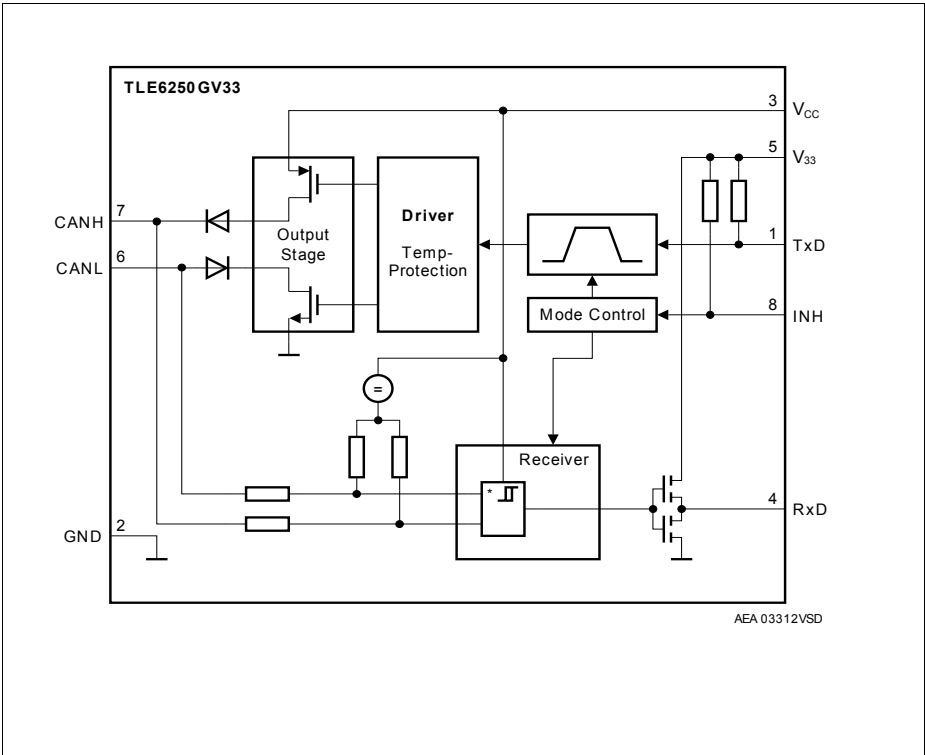 TLE6250GV33
3 VCC
5 V33
7
CANH
Driver
Output
Stage
1 TxD
6
CANL
Temp-
Protection
8 INH
Mode Control
=
Receiver
*
4 RxD
2
GND
AEA 03312VSD